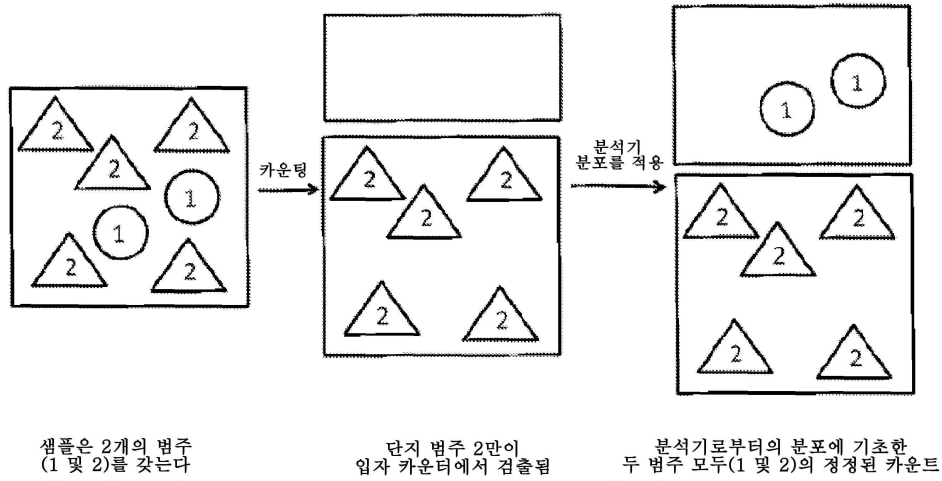 2
2
2
1
1
2
2
카운팅
2
2
2
2
2
분석기
분포를 적용
1
1
2
2
2
2
2
샘플은 2개의 범주
(1 및 2)를 갖는다
단지 범주 2만이
입자 카운터에서 검출됨
분석기로부터의 분포에 기초한
두 범주 모두(1 및 2)의 정정된 카운트